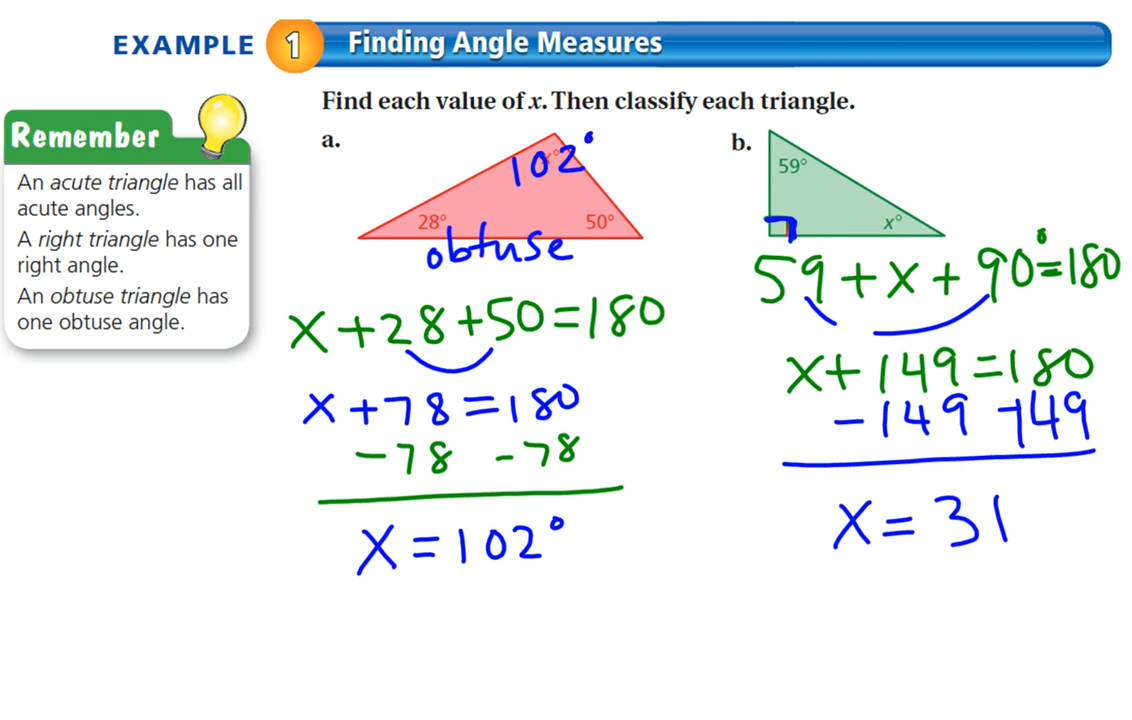 EXAMPLE 1 Finding Angle Measures
Find each value of x. Then classify each triangle.
Remember
An acute triangle has all
acute angles.
A right triangle has one
right angle.
An obtuse triangle has
one obtuse angle.
a.
102°
28°
50°
obtuse
x+28+50=180
x+78=180
-78 -78
x=102°
b.
59°
x°
59+x+90°=180
x+149=180
-149 -149
x=31